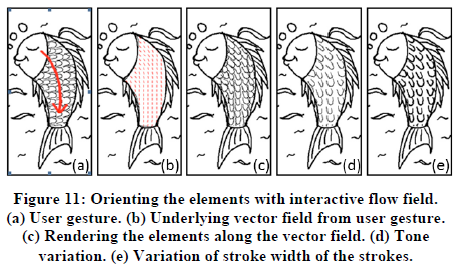 (a) (b) (c) (d) (e)
Figure 11: Orienting the elements with interactive flow field.
(a) User gesture. (b) Underlying vector field from user gesture.
(c) Rendering the elements along the vector field. (d) Tone
variation. (e) Variation of stroke width of the strokes.